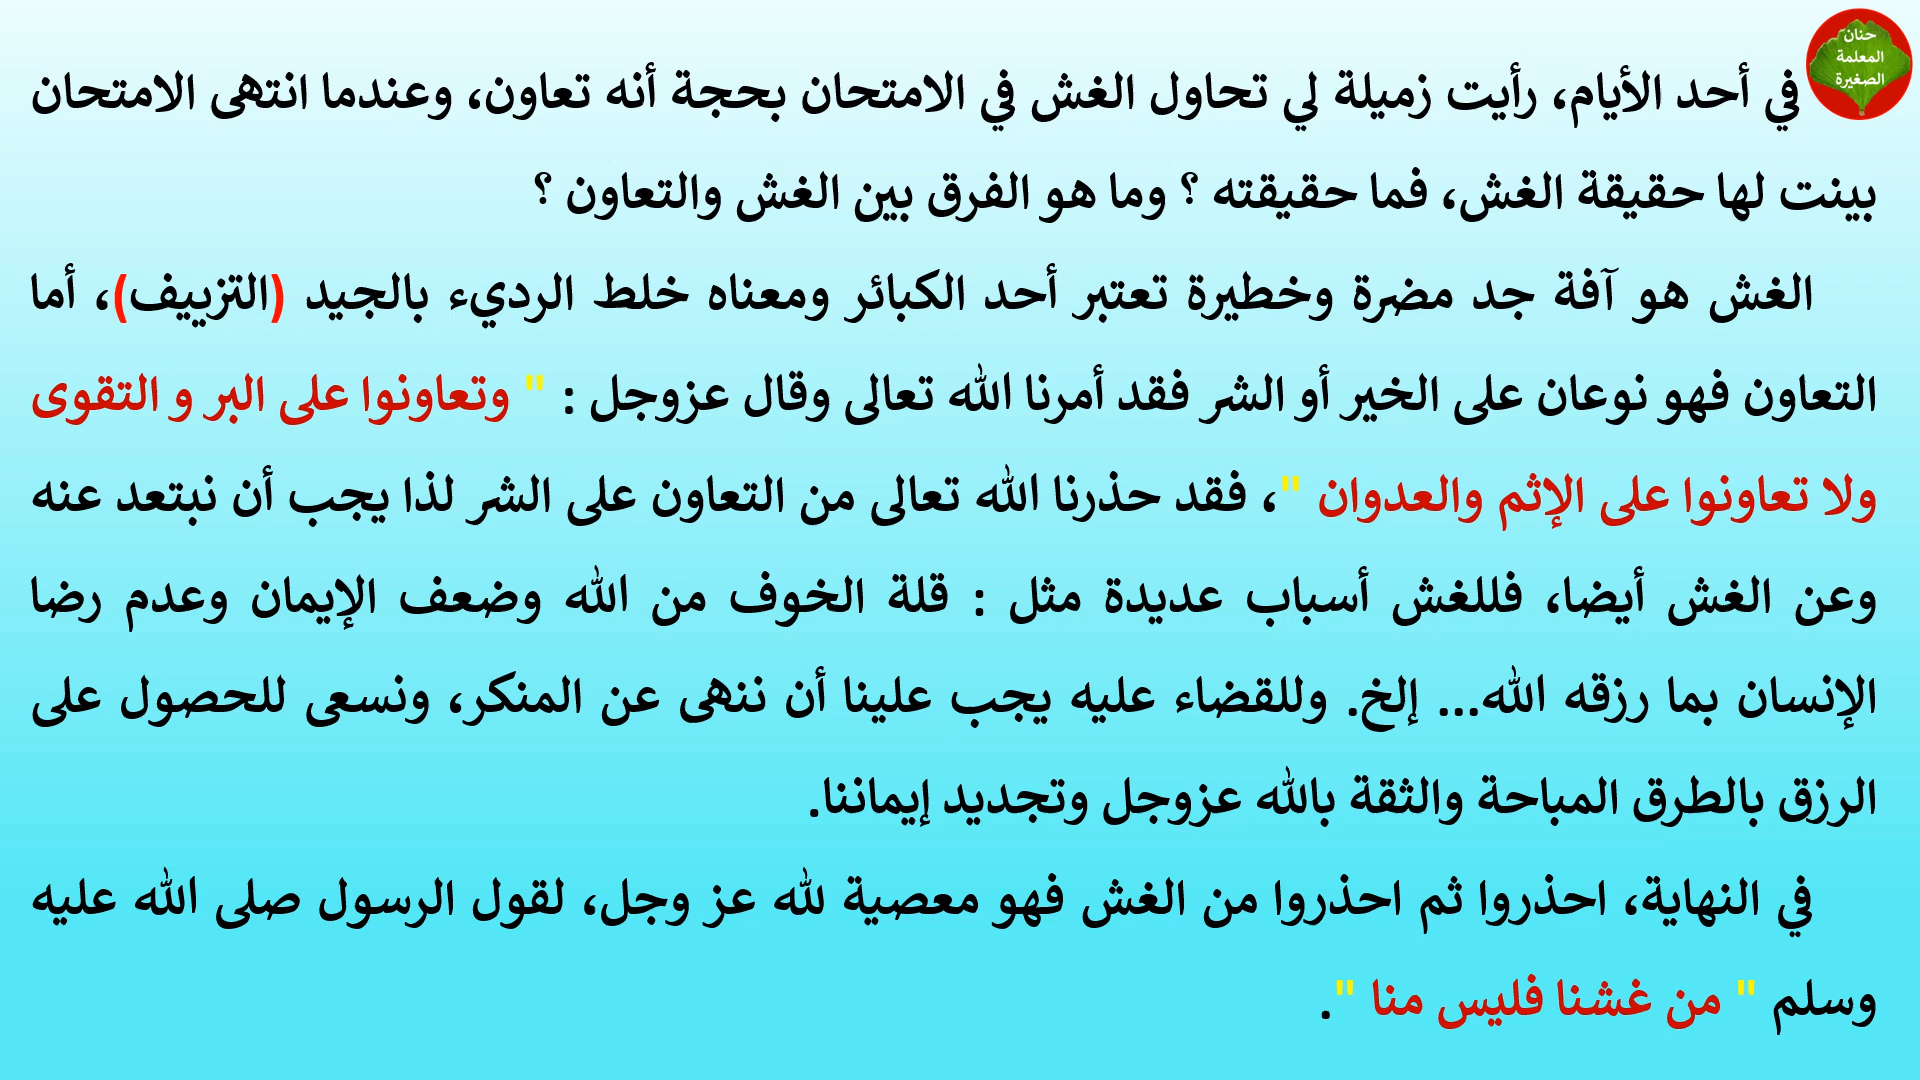 حنان
المعلمة
الصغيرة
في أحد الأيام، رأيت زميلة لي تحاول الغش في الامتحان بحجة أنه تعاون، وعندما انتهى الامتحان
بينت لها حقيقة الغش، فما حقيقته ؟ وما هو الفرق بين الغش والتعاون ؟
الغش هو آفة جد مضرة وخطيرة تعتبر أحد الكبائر ومعناه خلط الرديء بالجيد (التزييف)، أما
التعاون فهو نوعان على الخير أو الشر فقد أمرنا الله تعالى وقال عزوجل : " وتعاونوا على البر و التقوى
ولا تعاونوا على الإثم والعدوان "، فقد حذرنا الله تعالى من التعاون على الشر لذا يجب أن نبتعد عنه
وعن الغش أيضا، فللغش أسباب عديدة مثل : قلة الخوف من الله وضعف الإيمان وعدم رضا
الإنسان بما رزقه الله... إلخ. وللقضاء عليه يجب علينا أن ننهى عن المنكر، ونسعى للحصول على
الرزق بالطرق المباحة والثقة بالله عزوجل وتجديد إيماننا.
في النهاية، احذروا ثم احذروا من الغش فهو معصية لله عز وجل، لقول الرسول صلى الله عليه
وسلم " من غشنا فليس منا ".